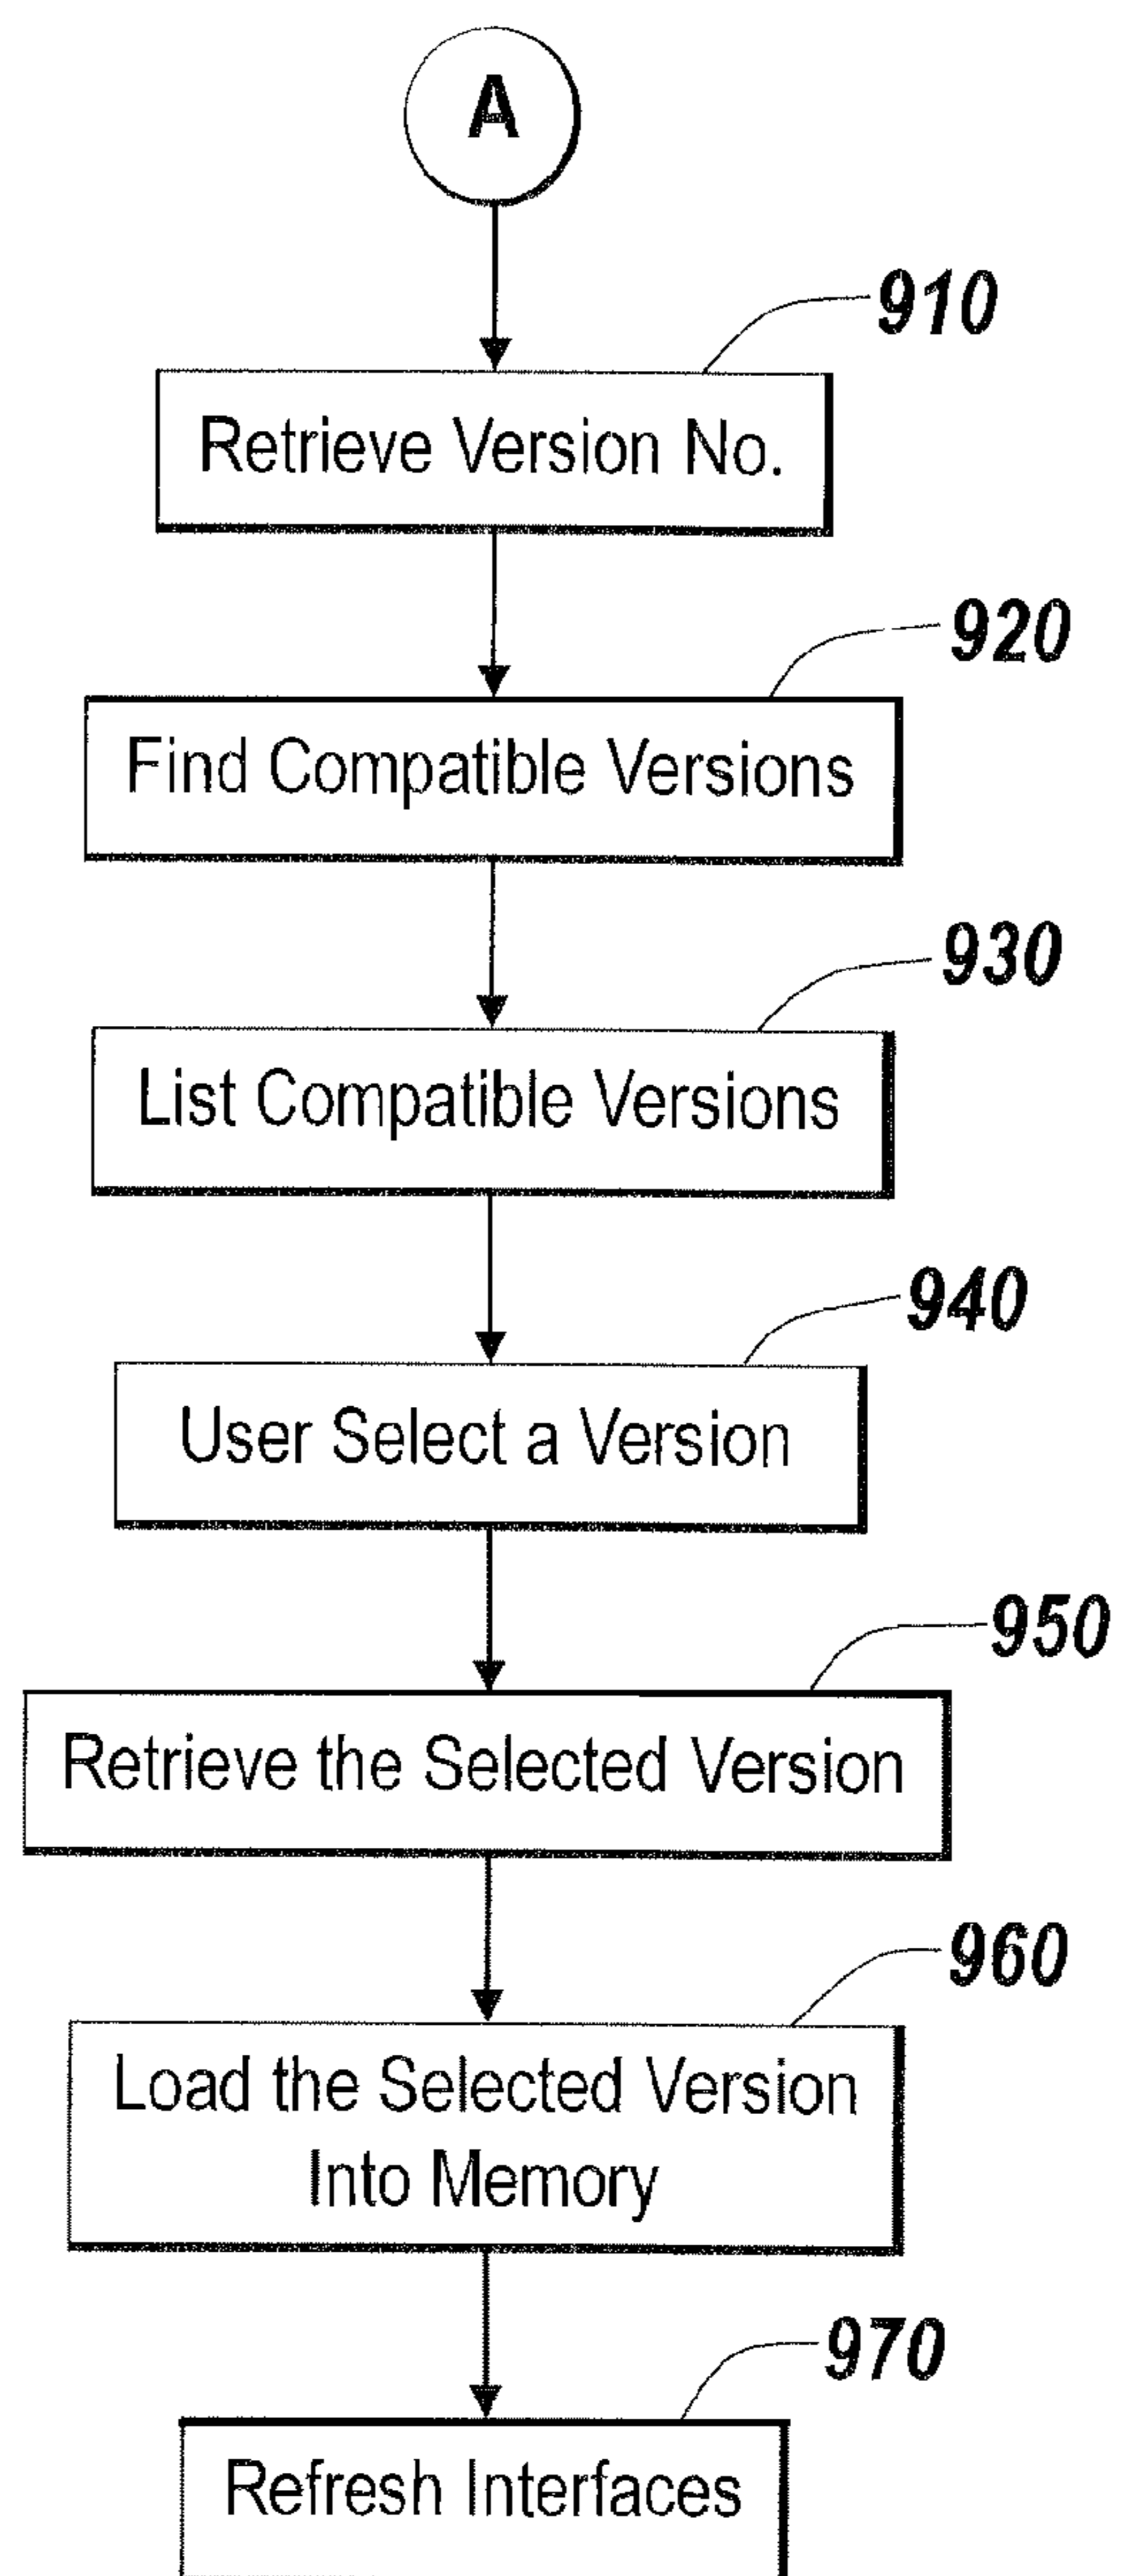 A
910
Retrieve Version No.
920
Find Compatible Versions
930
List Compatible Versions
940
User Select a Version
950
Retrieve the Selected Version
960
Load the Selected Version
Into Memory
970
Refresh Interfaces